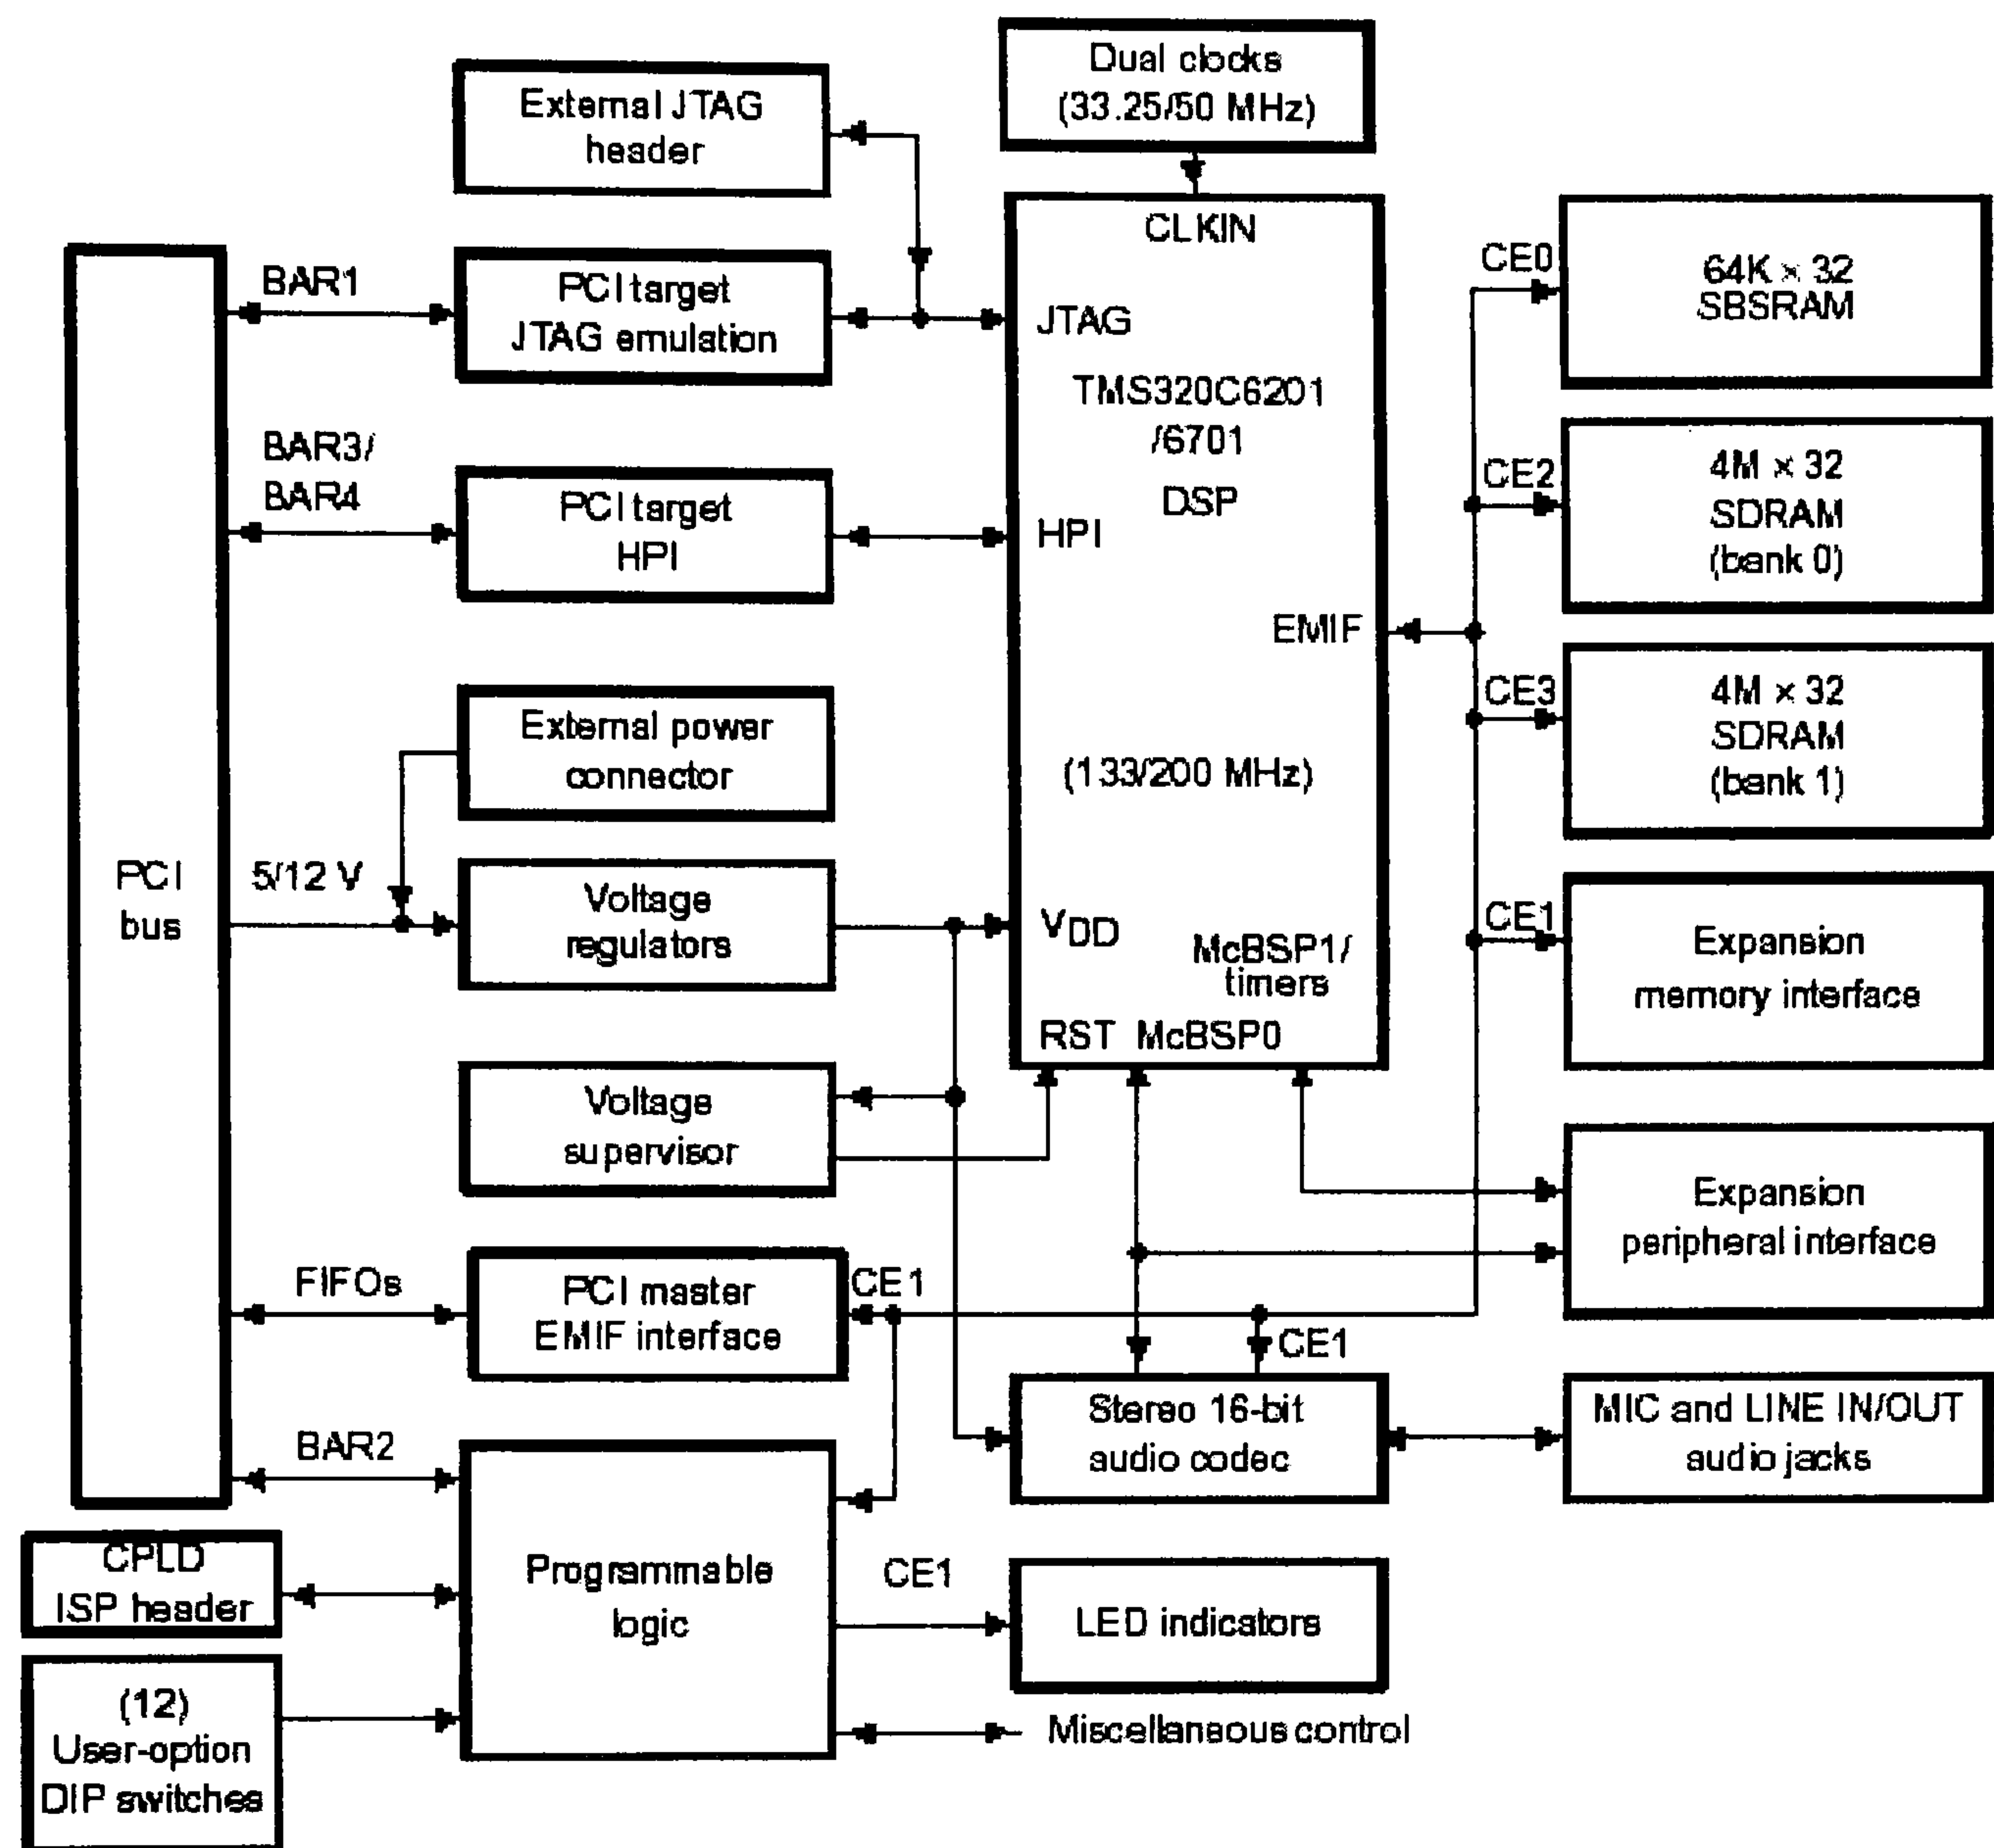 Dual clocks
(33.25/50 MHz)
External JTAG
header
CLKIN
BAR1
PCI target
JTAG emulation
JTAG
TMS320C6201
/6701
DSP
CE0
64K × 32
SBSRAM
BAR3/
BAR4
PCI target
HPI
HPI
CE2
4M × 32
SDRAM
(bank 0)
EMIF
External power
connector
(133/200 MHz)
CE3
4M × 32
SDRAM
(bank 1)
PCI
bus
5/12 V
Voltage
regulators
VDD
McBSP1/
timers
RST McBSP0
CE1
Expansion
memory interface
Voltage
supervisor
Expansion
peripheral interface
FIFOs
PCI master
EMIF interface
CE1
CE1
BAR2
Stereo 16-bit
audio codec
MIC and LINE IN/OUT
audio jacks
CPLD
ISP header
Programmable
logic
CE1
LED indicators
(12)
User-option
DIP switches
Miscellaneous control